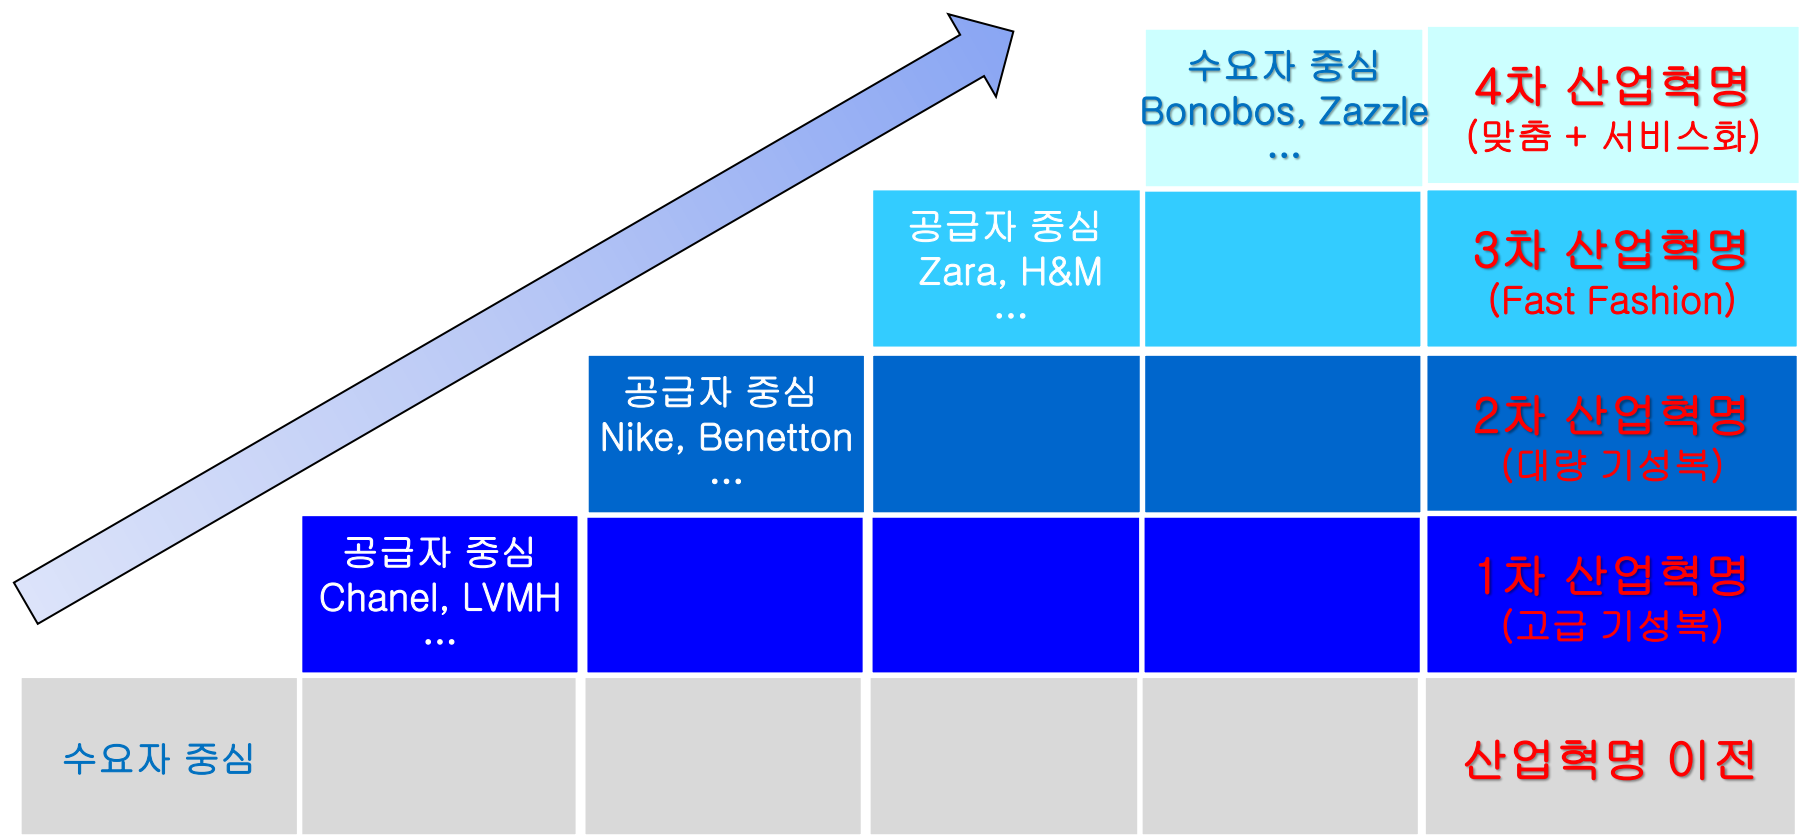 수요자 중심
Bonobos, Zazzle
...
4차 산업혁명
(맞춤 + 서비스화)
공급자 중심
Zara, H&M
...
3차 산업혁명
(Fast Fashion)
공급자 중심
Nike, Benetton
...
2차 산업혁명
(대량 기성복)
공급자 중심
Chanel, LVMH
...
1차 산업혁명
(고급 기성복)
수요자 중심
산업혁명 이전